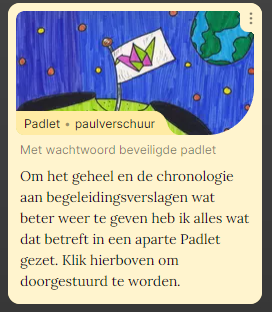 Padlet • paulverschuur
Met wachtwoord beveiligde padlet
Om het geheel en de chronologie
aan begeleidingsverslagen wat
beter weer te geven heb ik alles wat
dat betreft in een aparte Padlet
gezet. Klik hierboven om
doorgestuurd te worden.